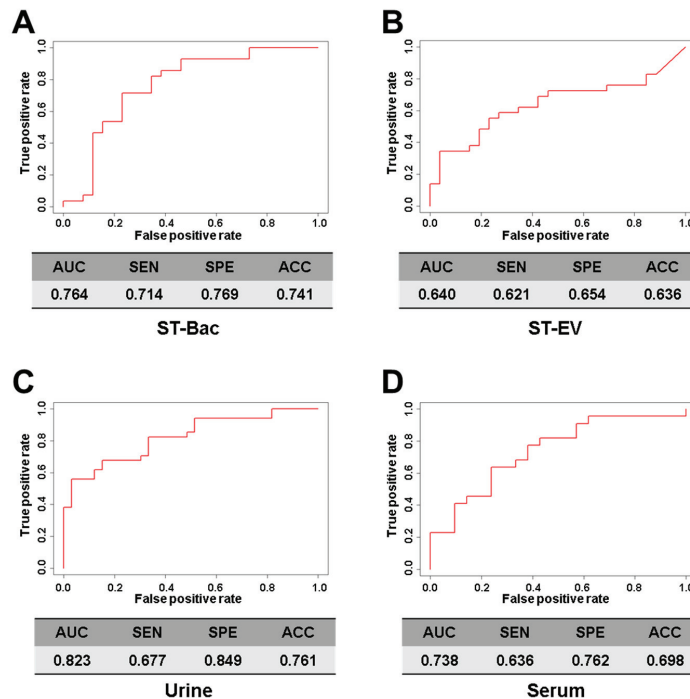 A
True positive rate
0.0 0.2 0.4 0.6 0.8 1.0
0.0 0.2 0.4 0.6 0.8 1.0
False positive rate
AUC SEN SPE ACC
0.764 0.714 0.769 0.741
ST-Bac
B
True positive rate
0.0 0.2 0.4 0.6 0.8 1.0
0.0 0.2 0.4 0.6 0.8 1.0
False positive rate
AUC SEN SPE ACC
0.640 0.621 0.654 0.636
ST-EV
C
True positive rate
0.0 0.2 0.4 0.6 0.8 1.0
0.0 0.2 0.4 0.6 0.8 1.0
False positive rate
AUC SEN SPE ACC
0.823 0.677 0.849 0.761
Urine
D
True positive rate
0.0 0.2 0.4 0.6 0.8 1.0
0.0 0.2 0.4 0.6 0.8 1.0
False positive rate
AUC SEN SPE ACC
0.738 0.636 0.762 0.698
Serum